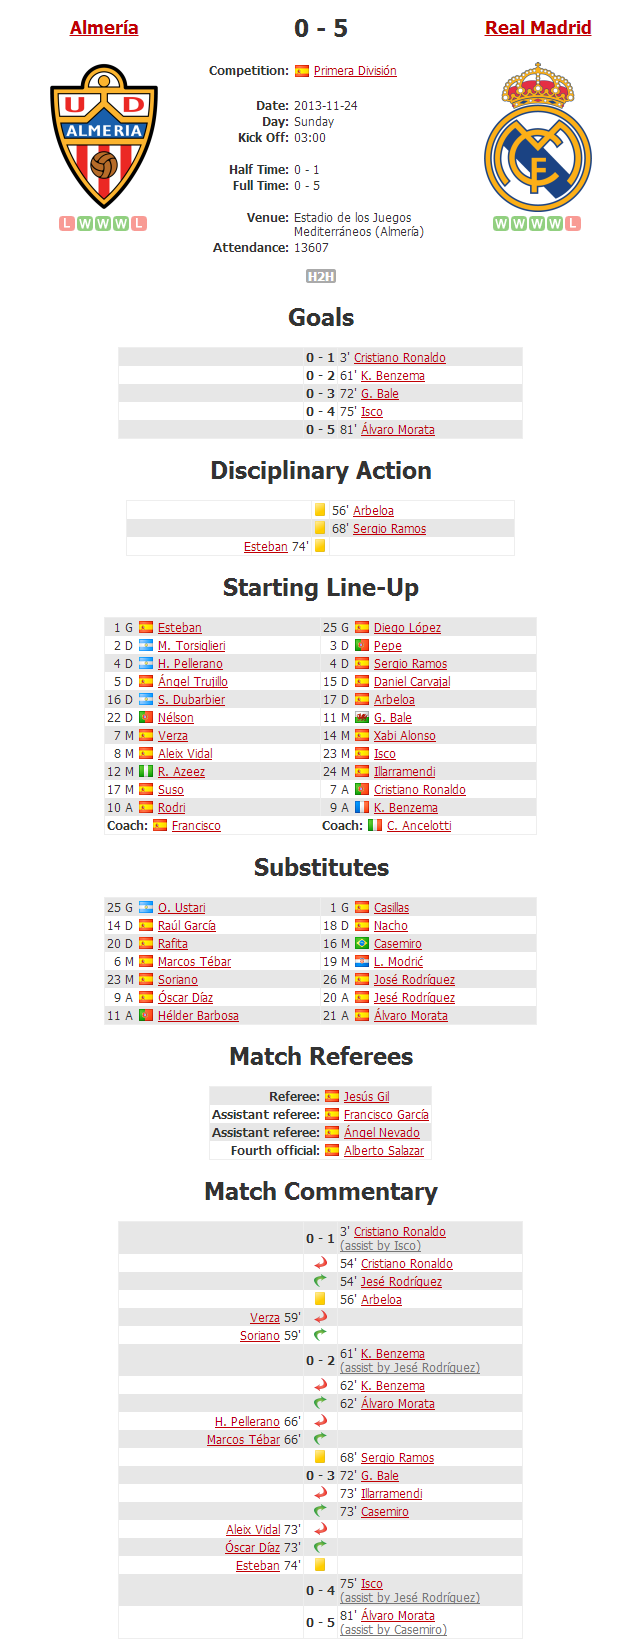 Almería
0 - 5
Real Madrid
Competition: Primera División
U D
ALMERIA
Date: 2013-11-24
Day: Sunday
Kick Off: 03:00
Half Time: 0 - 1
Full Time: 0 - 5
L W W W L
Venue: Estadio de los Juegos
Mediterráneos (Almería)
W W W W L
Attendance: 13607
H2H
Goals
0 - 1 3' Cristiano Ronaldo
0 - 2 61' K. Benzema
0 - 3 72' G. Bale
0 - 4 75' Isco
0 - 5 81' Álvaro Morata
Disciplinary Action
56' Arbeloa
68' Sergio Ramos
Esteban 74'
Starting Line-Up
1 G Esteban 25 G Diego López
2 D M. Torsiglieri 3 D Pepe
4 D H. Pellerano 4 D Sergio Ramos
5 D Ángel Trujillo 15 D Daniel Carvajal
16 D S. Dubarbier 17 D Arbeloa
22 D Nélson 11 M G. Bale
7 M Verza 14 M Xabi Alonso
8 M Aleix Vidal 23 M Isco
12 M R. Azeez 24 M Illarramendi
17 M Suso 7 A Cristiano Ronaldo
10 A Rodri 9 A K. Benzema
Coach: Francisco Coach: C. Ancelotti
Substitutes
25 G O. Ustari 1 G Casillas
14 D Raúl García 18 D Nacho
20 D Rafita 16 M Casemiro
6 M Marcos Tébar 19 M L. Modrić
23 M Soriano 26 M José Rodríguez
9 A Óscar Díaz 20 A Jesé Rodríguez
11 A Hélder Barbosa 21 A Álvaro Morata
Match Referees
Referee: Jesús Gil
Assistant referee: Francisco García
Assistant referee: Ángel Nevado
Fourth official: Alberto Salazar
Match Commentary
0 - 1 3' Cristiano Ronaldo
(assist by Isco)
54' Cristiano Ronaldo
54' Jesé Rodríguez
56' Arbeloa
Verza 59'
Soriano 59'
0 - 2 61' K. Benzema
(assist by Jesé Rodríguez)
62' K. Benzema
62' Álvaro Morata
H. Pellerano 66'
Marcos Tébar 66'
68' Sergio Ramos
0 - 3 72' G. Bale
73' Illarramendi
73' Casemiro
Aleix Vidal 73'
Óscar Díaz 73'
Esteban 74'
0 - 4 75' Isco
(assist by Jesé Rodríguez)
0 - 5 81' Álvaro Morata
(assist by Casemiro)